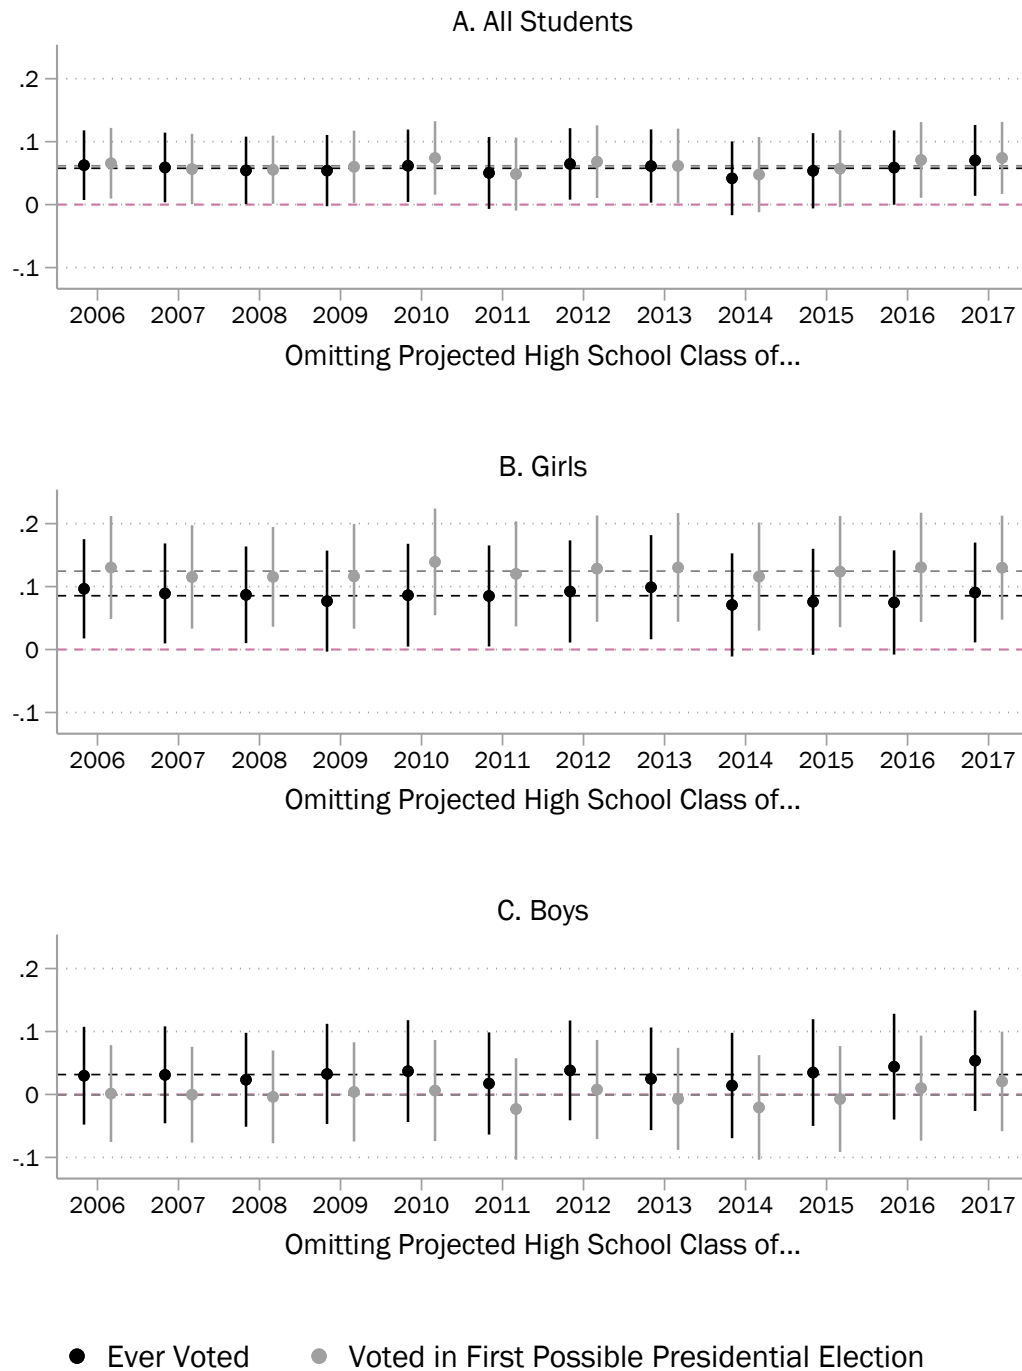 A. All Students
.2
.1
0
-.1
2006 2007 2008 2009 2010 2011 2012 2013 2014 2015 2016 2017
Omitting Projected High School Class of...
B. Girls
.2
.1
0
-.1
2006 2007 2008 2009 2010 2011 2012 2013 2014 2015 2016 2017
Omitting Projected High School Class of...
C. Boys
.2
.1
0
-.1
2006 2007 2008 2009 2010 2011 2012 2013 2014 2015 2016 2017
Omitting Projected High School Class of...
Ever Voted Voted in First Possible Presidential Election